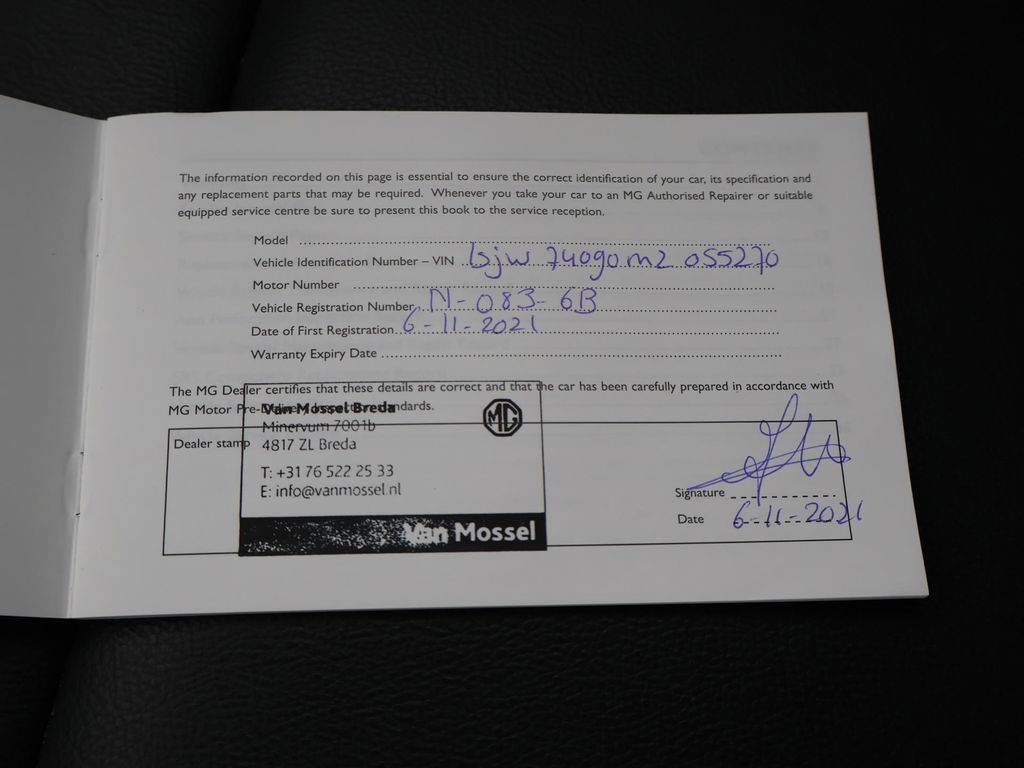 The information recorded on this page is essential to ensure the correct identification of your car, its specification and
any replacement parts that may be required. Whenever you take your car to an MG Authorised Repairer or suitable
equipped service centre be sure to present this book to the service reception.
Model
Vehicle Identification Number – VIN lsjw74090m2055270
Motor Number
Vehicle Registration Number N-083-6B
Date of First Registration 6-11-2021
Warranty Expiry Date
The MG Dealer certifies that these details are correct and that the car has been carefully prepared in accordance with
MG Motor Pre-Delivery Inspection standards.
Dealer stamp
Van Mossel Breda
Minervum 7001b
4817 ZL Breda
T: +31 76 522 25 33
E: info@vanmossel.nl
MG
Van Mossel
Signature
Date 6-11-2021